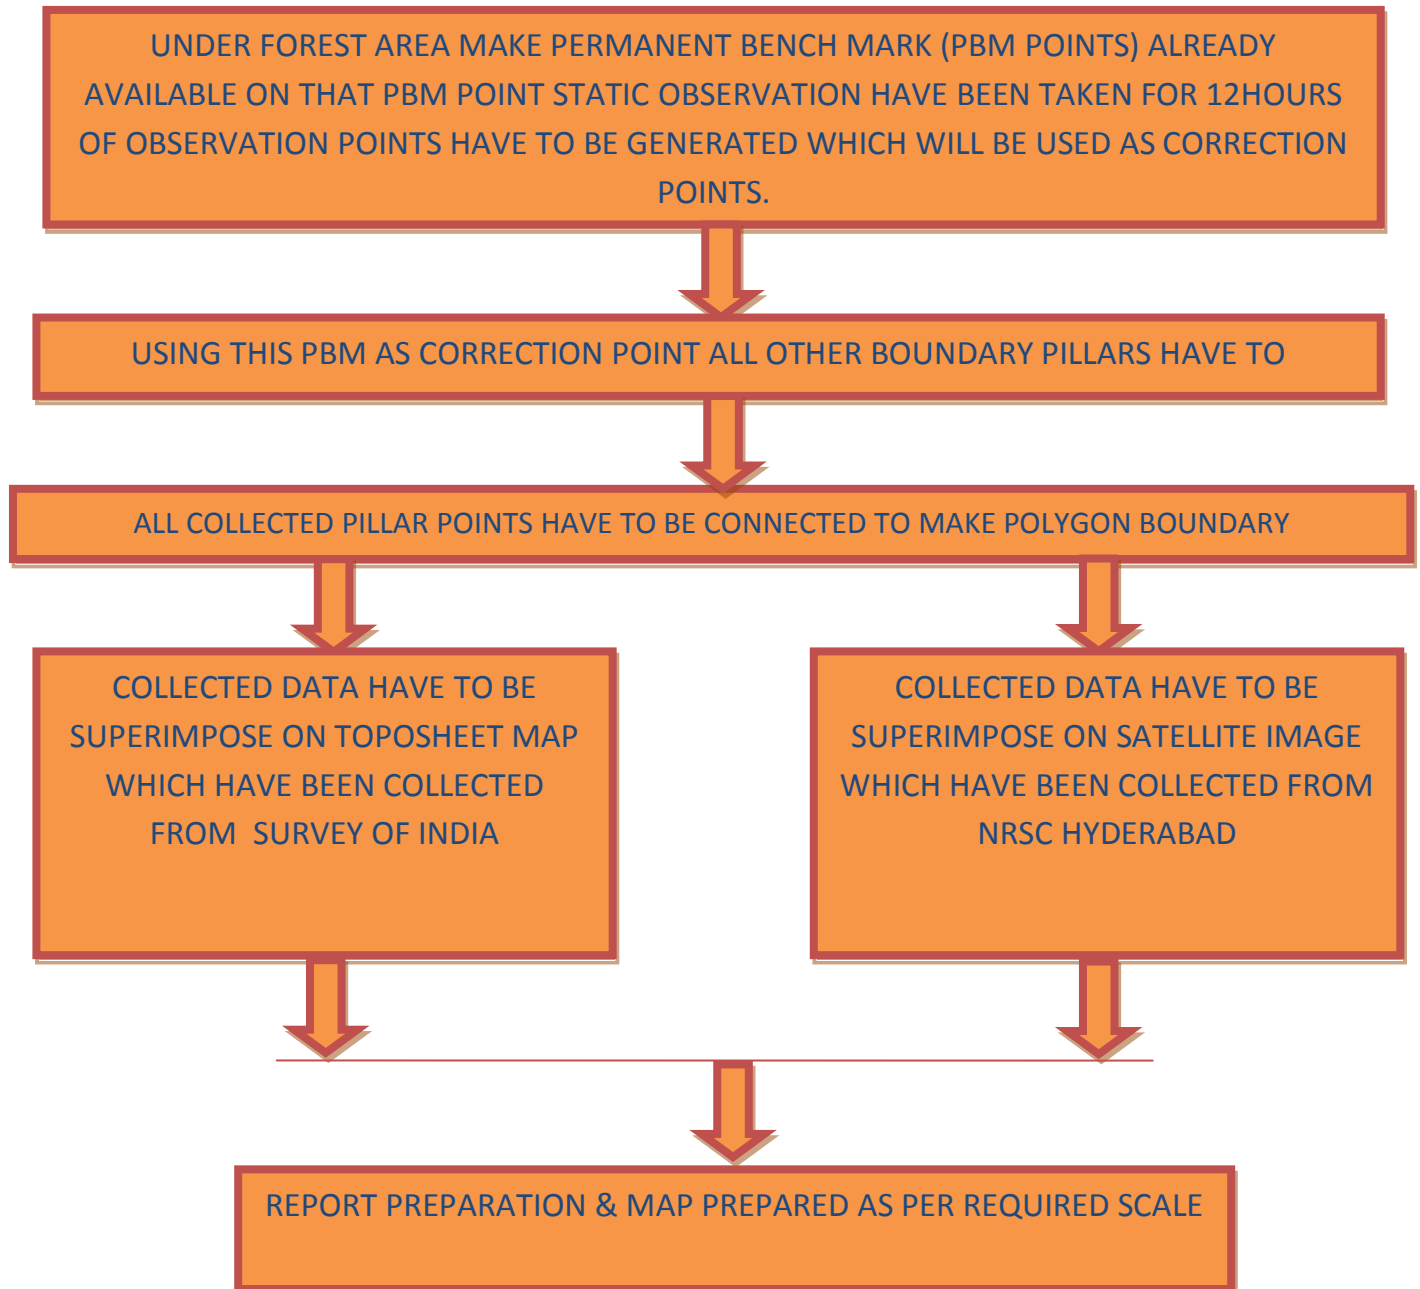 UNDER FOREST AREA MAKE PERMANENT BENCH MARK (PBM POINTS) ALREADY
AVAILABLE ON THAT PBM POINT STATIC OBSERVATION HAVE BEEN TAKEN FOR 12HOURS
OF OBSERVATION POINTS HAVE TO BE GENERATED WHICH WILL BE USED AS CORRECTION
POINTS.
USING THIS PBM AS CORRECTION POINT ALL OTHER BOUNDARY PILLARS HAVE TO
ALL COLLECTED PILLAR POINTS HAVE TO BE CONNECTED TO MAKE POLYGON BOUNDARY
COLLECTED DATA HAVE TO BE
SUPERIMPOSE ON TOPOSHEET MAP
WHICH HAVE BEEN COLLECTED
FROM  SURVEY OF INDIA
COLLECTED DATA HAVE TO BE
SUPERIMPOSE ON SATELLITE IMAGE
WHICH HAVE BEEN COLLECTED FROM
NRSC HYDERABAD
REPORT PREPARATION & MAP PREPARED AS PER REQUIRED SCALE